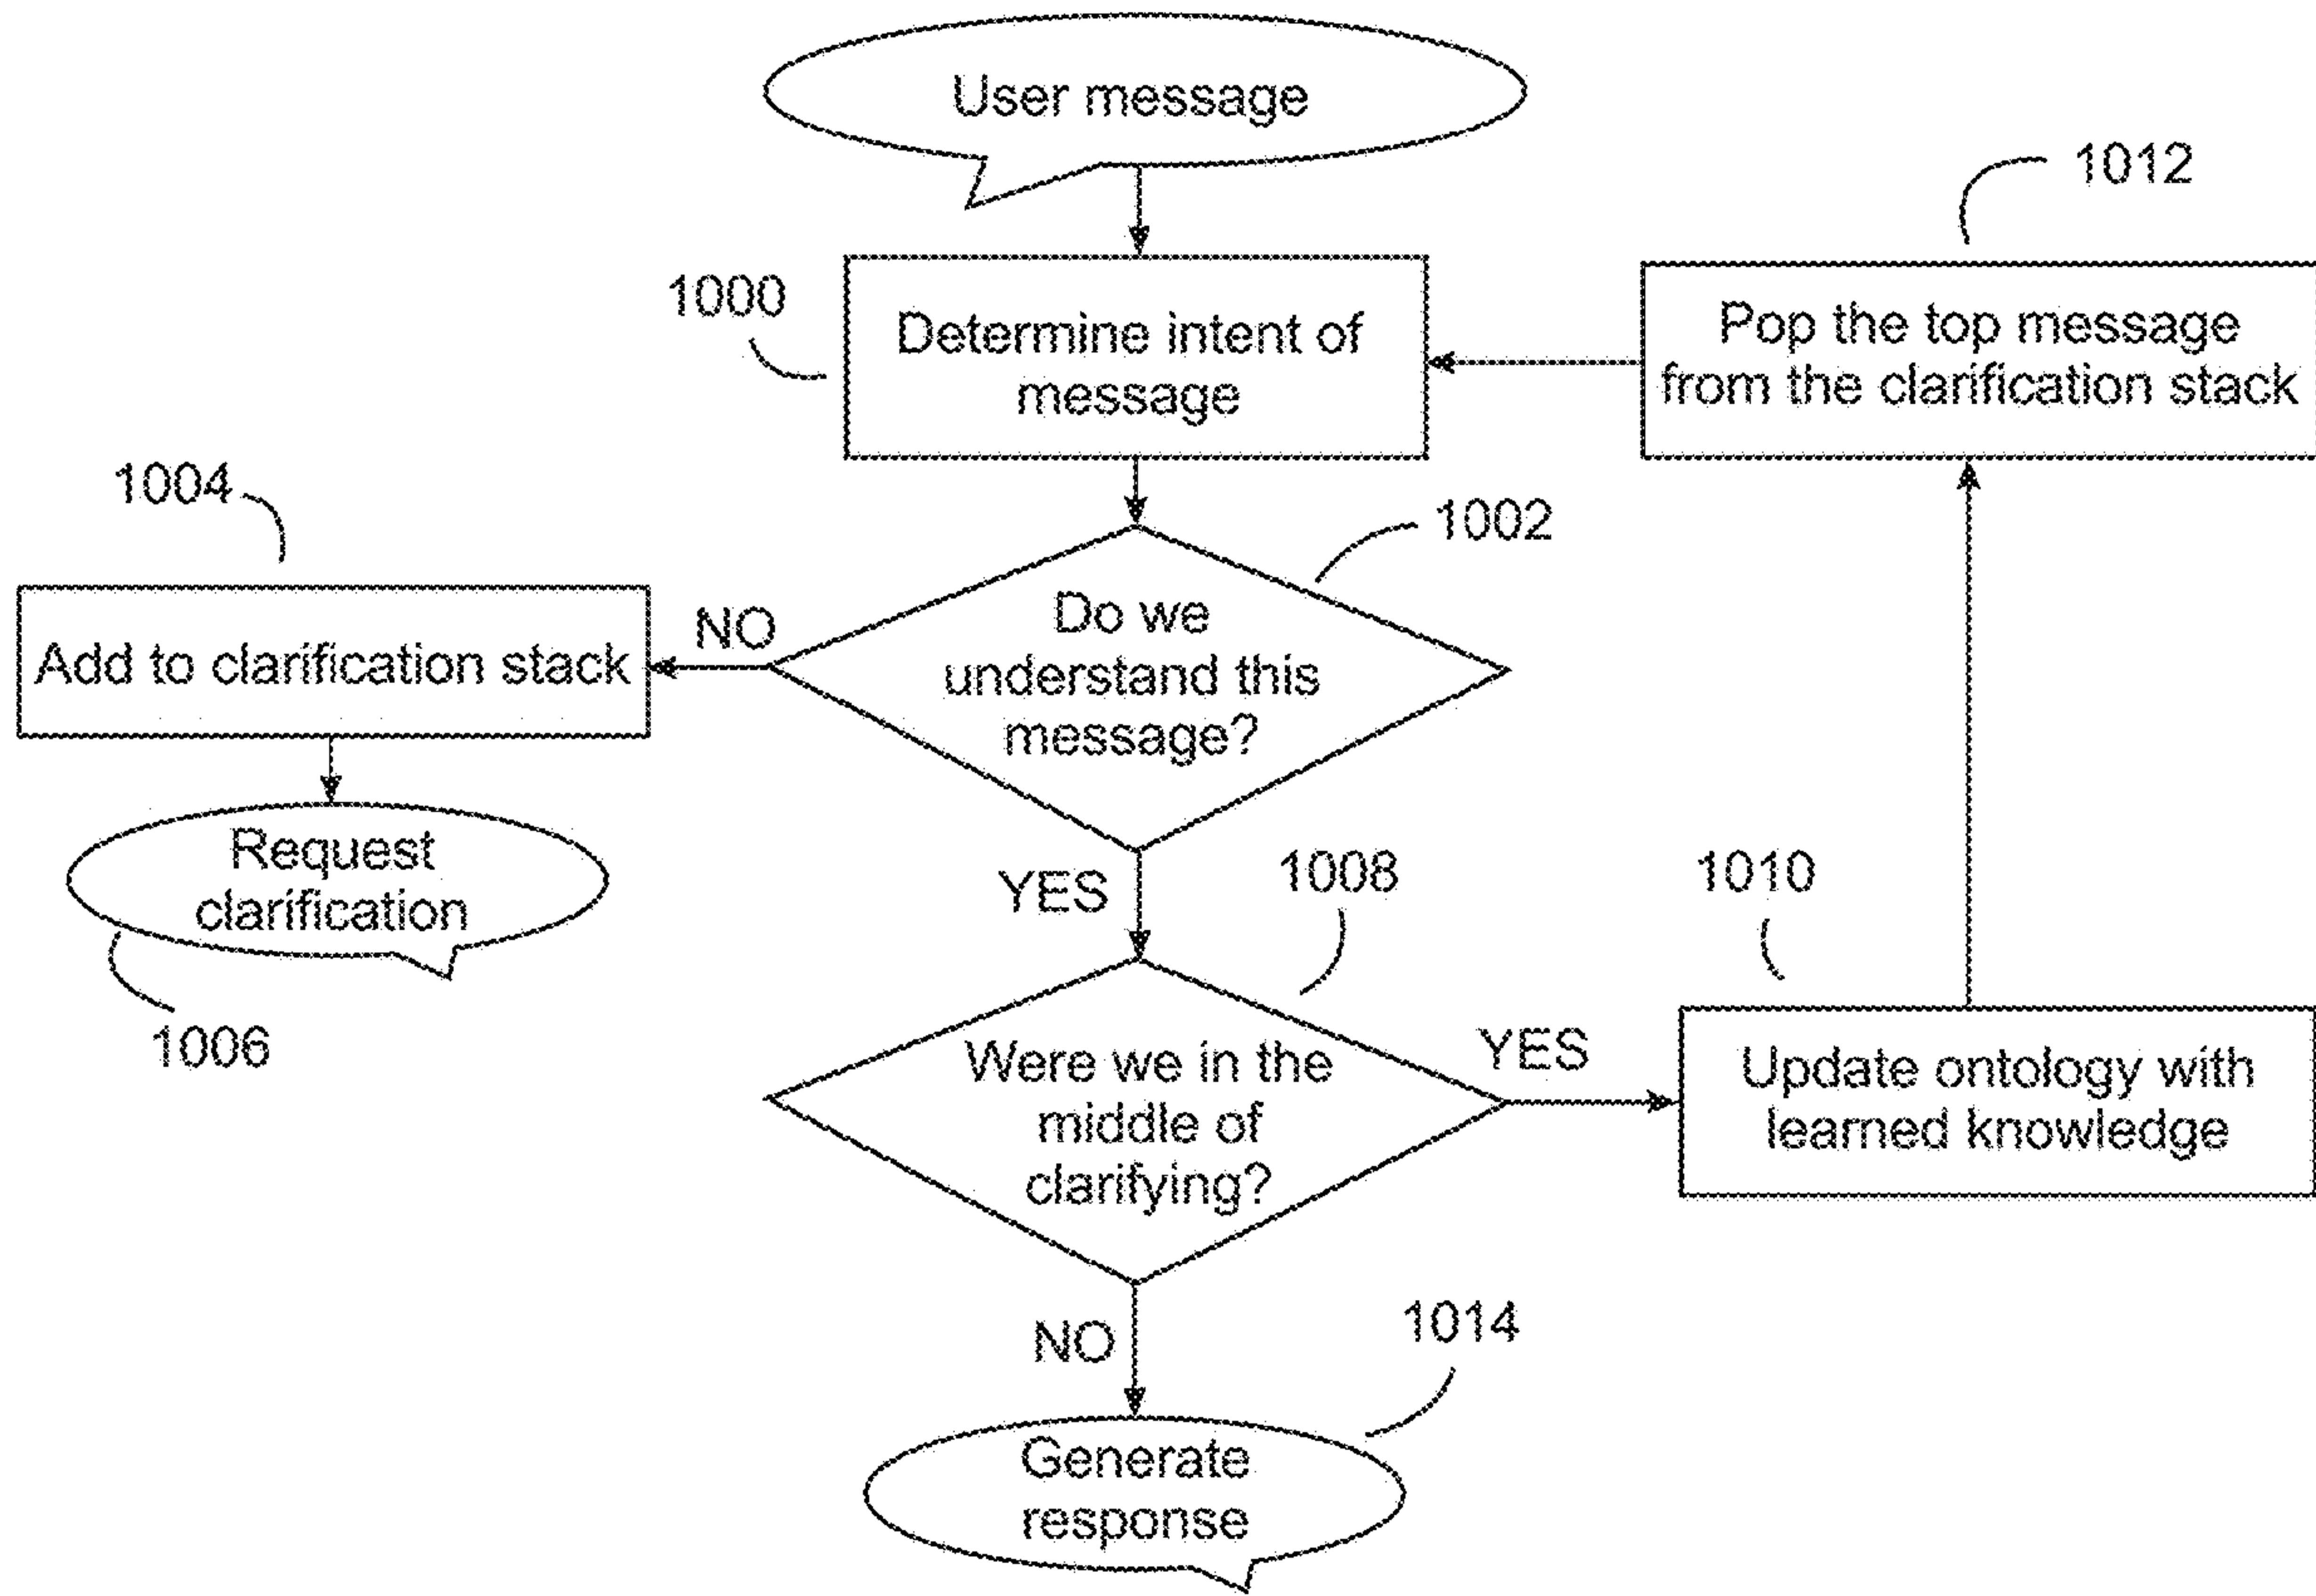 User message
1012
1000
Determine intent of
message
Pop the top message
from the clarification stack
1004
1002
Add to clarification stack
NO
Do we
understand this
message?
Request
clarification
1006
YES
1008
1010
Were we in the
middle of
clarifying?
YES
Update ontology with
learned knowledge
NO
1014
Generate
response